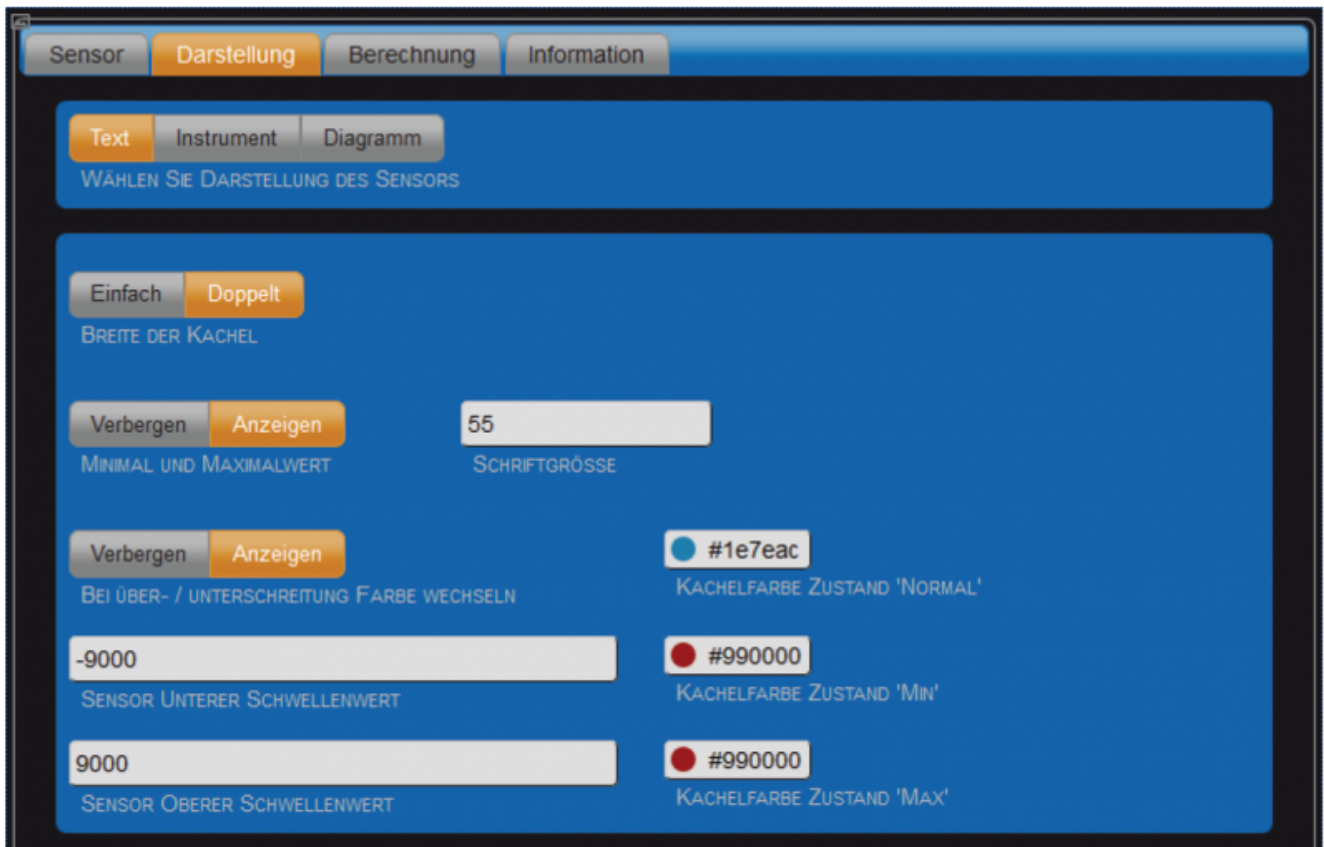 Sensor Darstellung Berechnung Information
Text Instrument Diagramm
WÄHLEN SIE DARSTELLUNG DES SENSORS
Einfach Doppelt
BREITE DER KACHEL
Verbergen Anzeigen 55
MINIMAL UND MAXIMALWERT SCHRIFTGRÖSSE
Verbergen Anzeigen #1e7eac
BEI ÜBER- / UNTERSCHREITUNG FARBE WECHSELN KACHELFARBE ZUSTAND 'NORMAL'
-9000 #990000
SENSOR UNTERER SCHWELLENWERT KACHELFARBE ZUSTAND 'MIN'
9000 #990000
SENSOR OBERER SCHWELLENWERT KACHELFARBE ZUSTAND 'MAX'